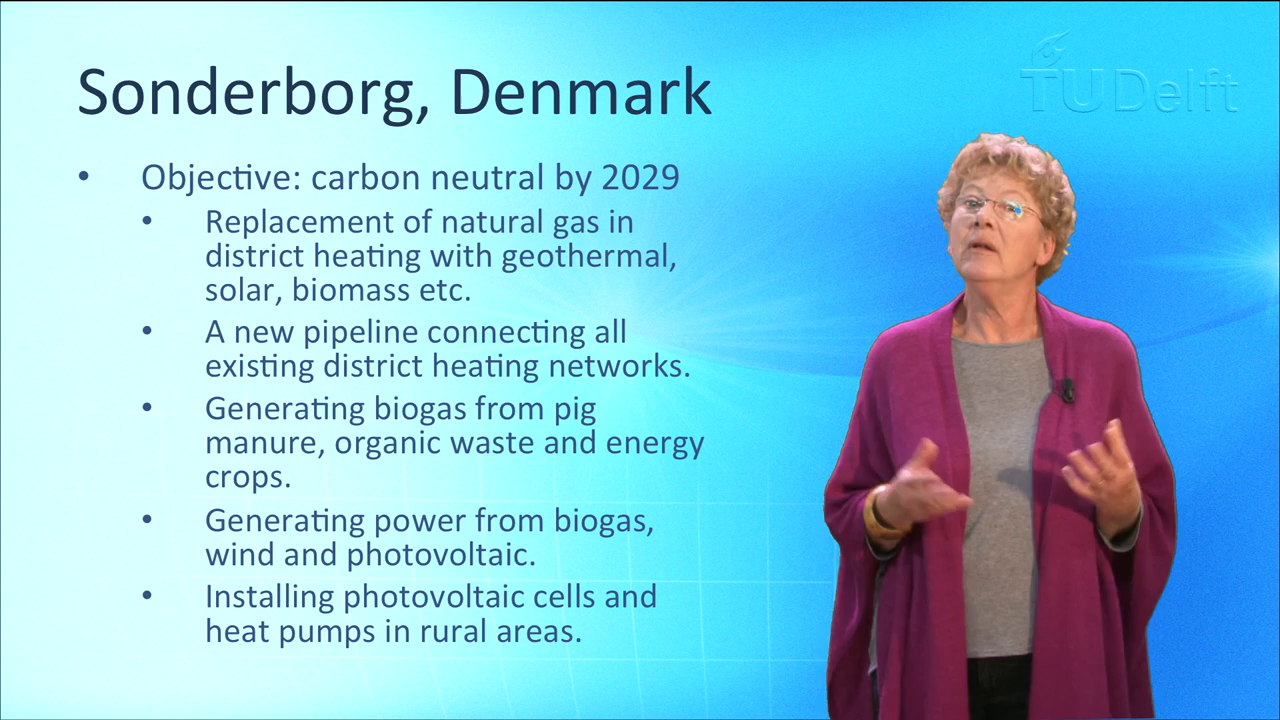 Sonderborg, Denmark
TUDelft
• Objective: carbon neutral by 2029
• Replacement of natural gas in
district heating with geothermal,
solar, biomass etc.
• A new pipeline connecting all
existing district heating networks.
• Generating biogas from pig
manure, organic waste and energy
crops.
• Generating power from biogas,
wind and photovoltaic.
• Installing photovoltaic cells and
heat pumps in rural areas.